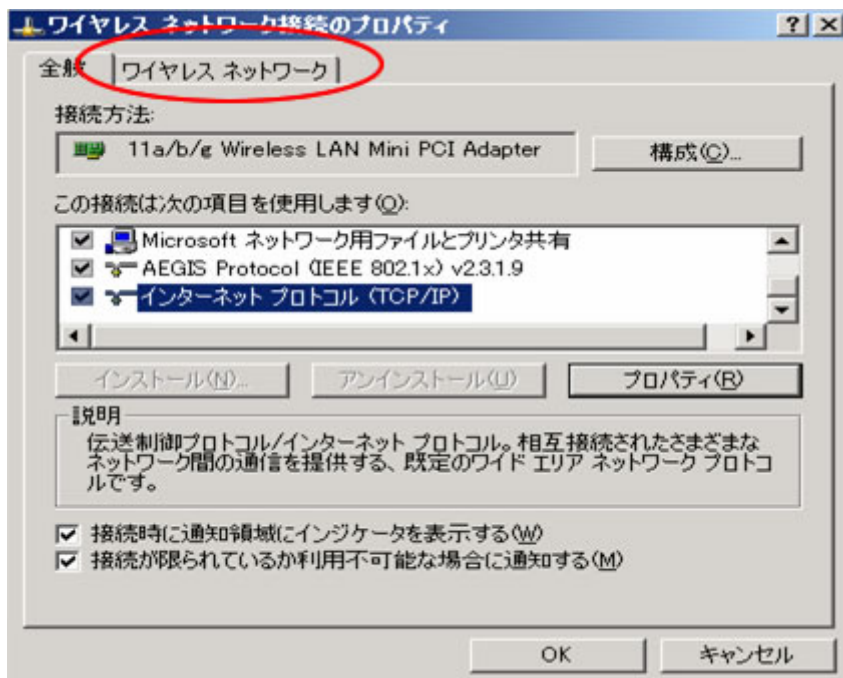 ワイヤレス ネットワーク接続のプロパティ
全般
ワイヤレス ネットワーク
接続方法:
11a/b/g Wireless LAN Mini PCI Adapter
構成(C)...
この接続は次の項目を使用します(O):
Microsoft ネットワーク用ファイルとプリンタ共有
AEGIS Protocol (IEEE 802.1x) v2.3.1.9
インターネット プロトコル (TCP/IP)
インストール(N)...
アンインストール(U)
プロパティ(R)
説明
伝送制御プロトコル/インターネット プロトコル。相互接続されたさまざまな
ネットワーク間の通信を提供する、既定のワイド エリア ネットワーク プロトコ
ルです。
接続時に通知領域にインジケータを表示する(W)
接続が限られているか利用不可能な場合に通知する(M)
OK
キャンセル